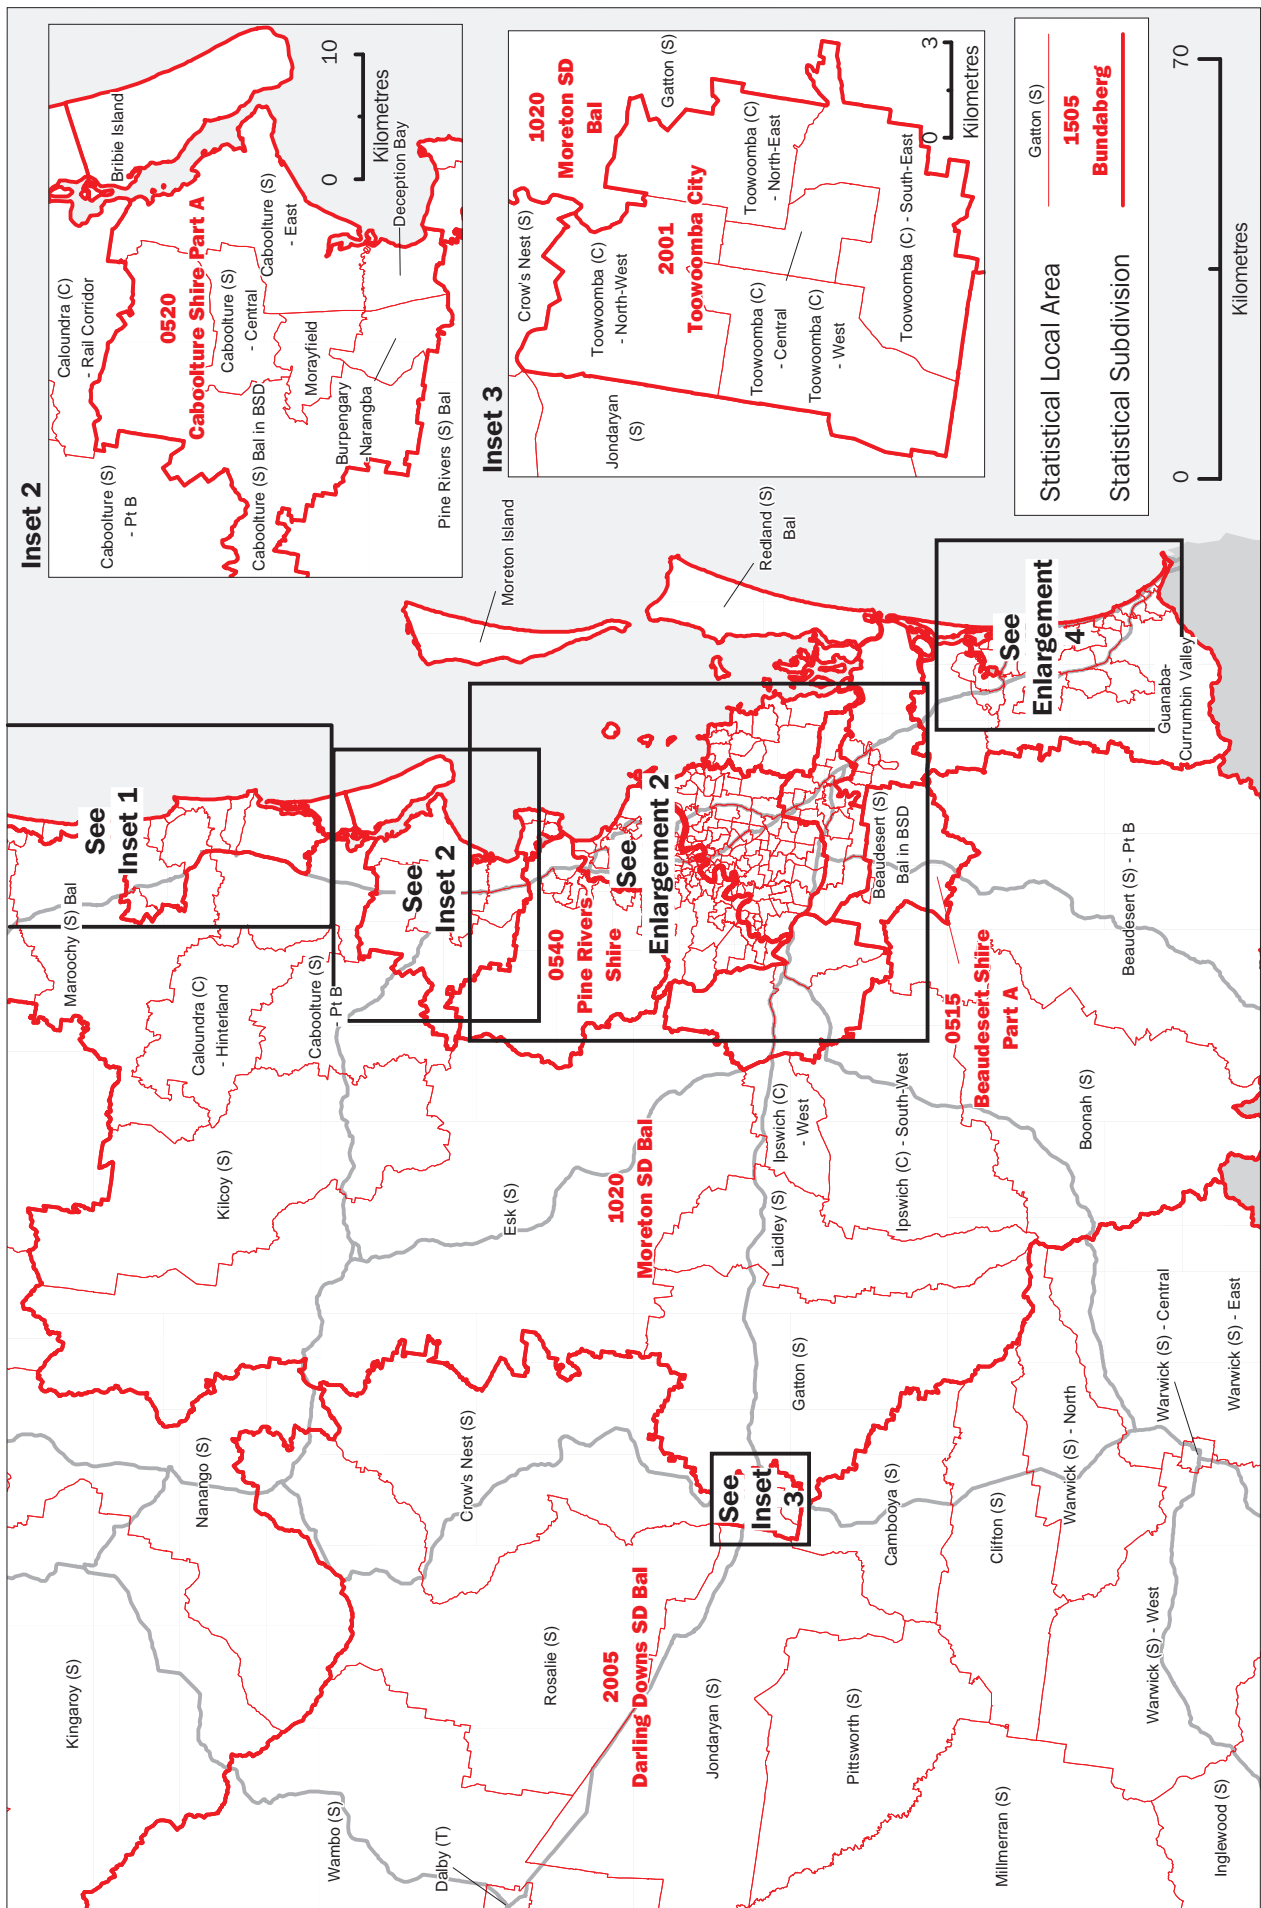 Inset 2
Caloundra (C)
- Rail Corridor
Bribie Island
Caboolture (S)
- Pt B
0520
Caboolture Shire Part A
Caboolture (S)
- Central
Caboolture (S)
- East
Caboolture (S) Bal in BSD
Morayfield
Burpengary
-Narangba
Deception Bay
Pine Rivers (S) Bal
0
10
Kilometres
Inset 3
Crow's Nest (S)
1020
Moreton SD
Bal
Gatton (S)
Toowoomba (C)
- North-West
2001
Toowoomba City
Toowoomba (C)
- North-East
Jondaryan
(S)
Toowoomba (C)
- Central
Toowoomba (C)
- West
Toowoomba (C) - South-East
0
3
Kilometres
Statistical Local Area
Gatton (S)
Statistical Subdivision
1505
Bundaberg
0
70
Kilometres
Kingaroy (S)
Nanango (S)
Kilcoy (S)
Maroochy (S) Bal
See
Inset 1
Caloundra (C)
- Hinterland
Caboolture (S)
- Pt B
See
Inset 2
Wambo (S)
Dalby (T)
Crow's Nest (S)
Esk (S)
Moreton Island
Rosalie (S)
2005
Darling Downs SD Bal
1020
Moreton SD Bal
0540
Pine Rivers
Shire
See
Enlargement 2
Redland (S)
Bal
Jondaryan (S)
See
Inset
3
Gatton (S)
Laidley (S)
Ipswich (C)
- West
Pittsworth (S)
Cambooya (S)
Ipswich (C) - South-West
Beaudesert (S)
Bal in BSD
0515
Beaudesert Shire
Part A
See
Enlargement
4
Millmerran (S)
Clifton (S)
Warwick (S) - North
Boonah (S)
Beaudesert (S) - Pt B
Guanaba-
Currumbin Valley
Warwick (S) - West
Warwick (S) - Central
Inglewood (S)
Warwick (S) - East